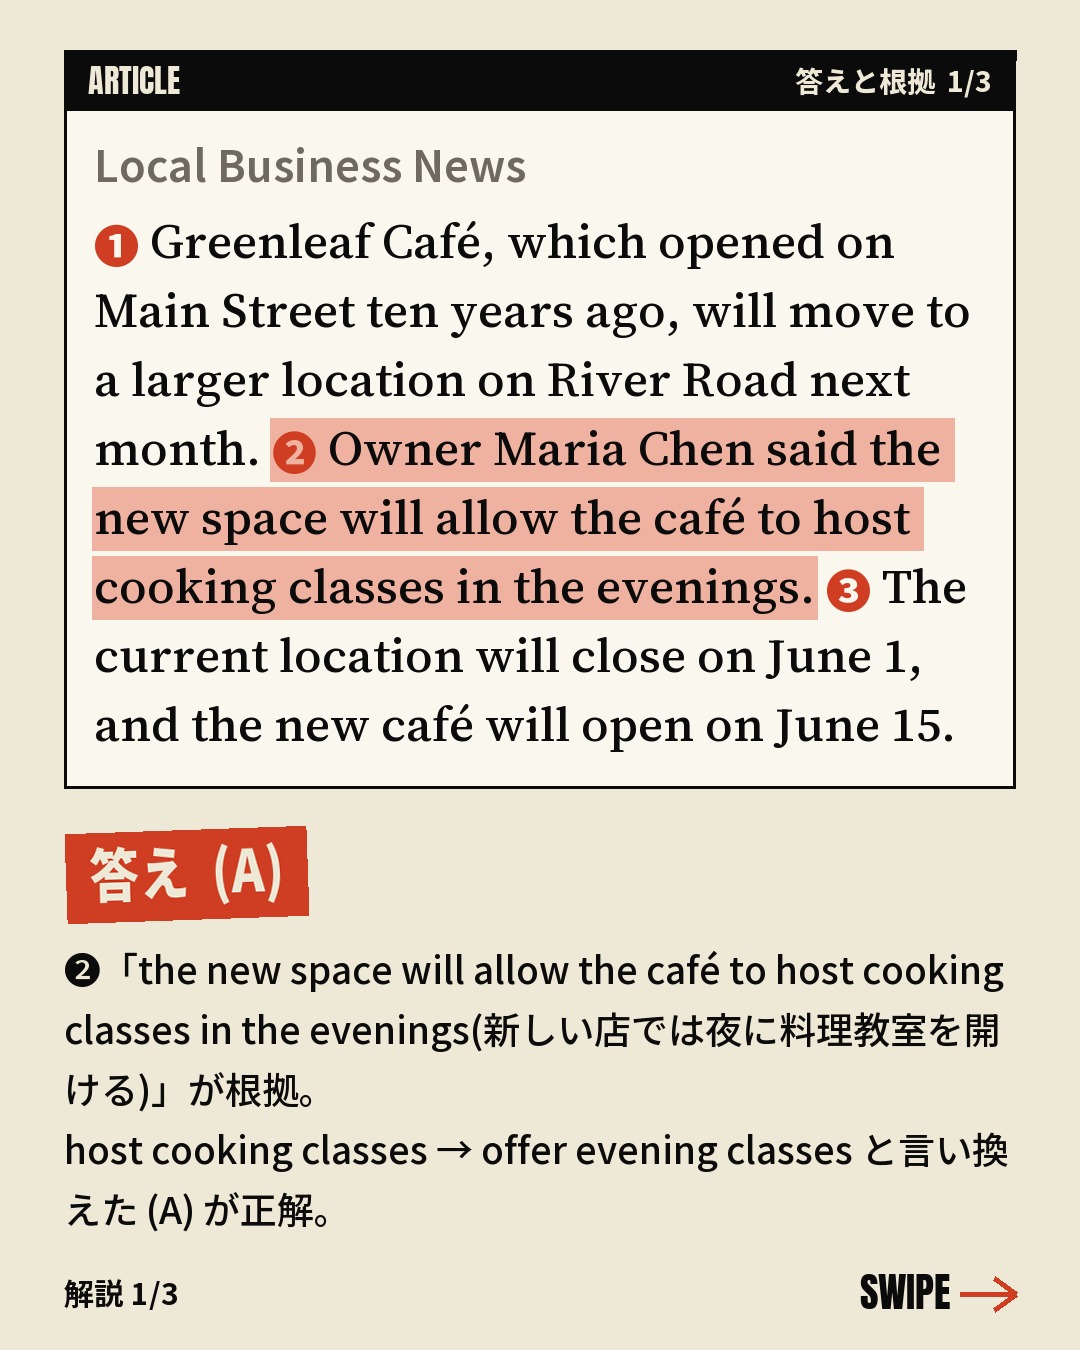 ARTICLE
答えと根拠 1/3
Local Business News
❶ Greenleaf Café, which opened on
Main Street ten years ago, will move to
a larger location on River Road next
month. ❷ Owner Maria Chen said the
new space will allow the café to host
cooking classes in the evenings. ❸ The
current location will close on June 1,
and the new café will open on June 15.
答え (A)
❷「the new space will allow the café to host cooking
classes in the evenings(新しい店では夜に料理教室を開
ける)」が根拠。
host cooking classes → offer evening classes と言い換
えた (A) が正解。
解説 1/3
SWIPE →